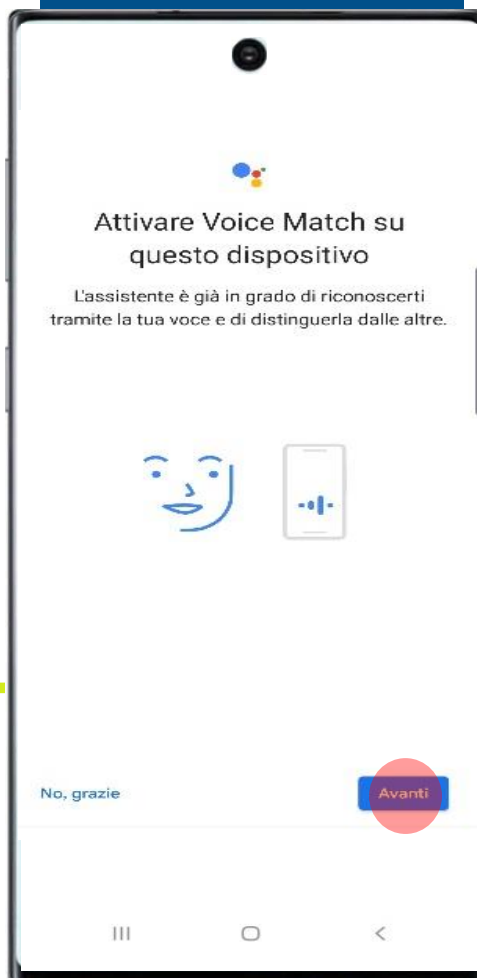 Attivare Voice Match su
questo dispositivo
L'assistente è già in grado di riconoscerti
tramite la tua voce e di distinguerla dalle altre.
No, grazie
Avanti